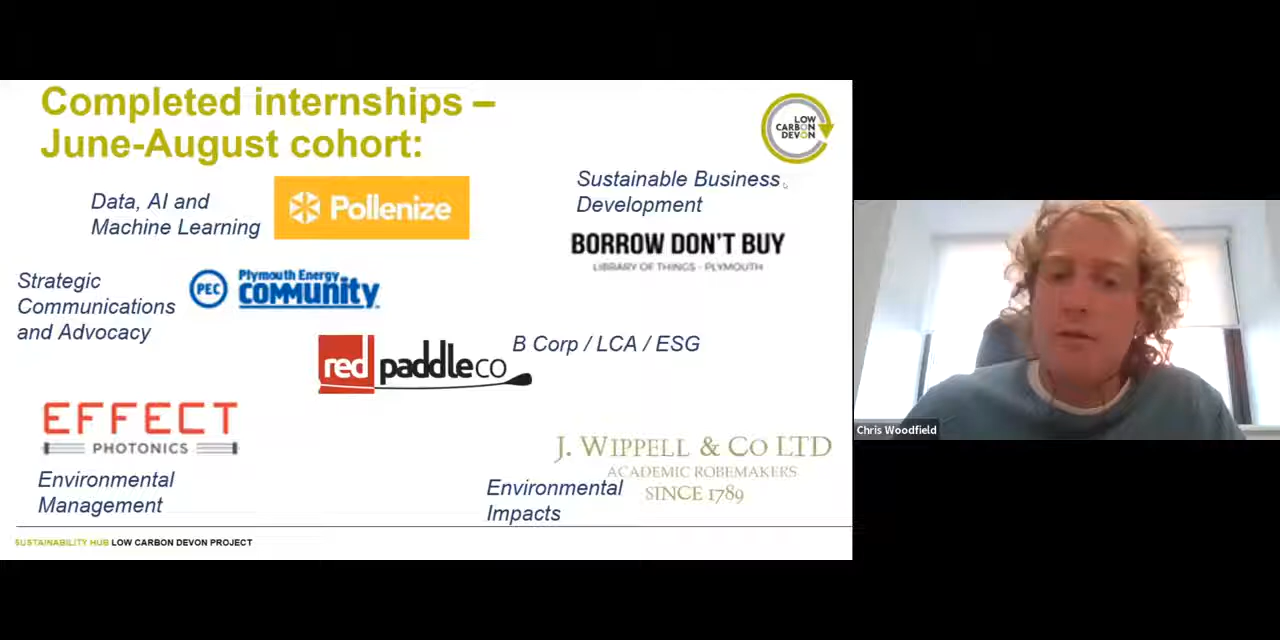 Completed internships –
June-August cohort:
LOW
CARBON
DEVON
Data, AI and
Machine Learning
Pollenize
Sustainable Business
Development
BORROW DON'T BUY
LIBRARY OF THINGS - PLYMOUTH
Strategic
Communications
and Advocacy
PEC
Plymouth Energy
community
red paddle co
B Corp / LCA / ESG
EFFECT
PHOTONICS
Environmental
Management
J. WIPPELL & CO LTD
ACADEMIC ROBEMAKERS
SINCE 1789
Environmental
Impacts
SUSTAINABILITY HUB LOW CARBON DEVON PROJECT
Chris Woodfield